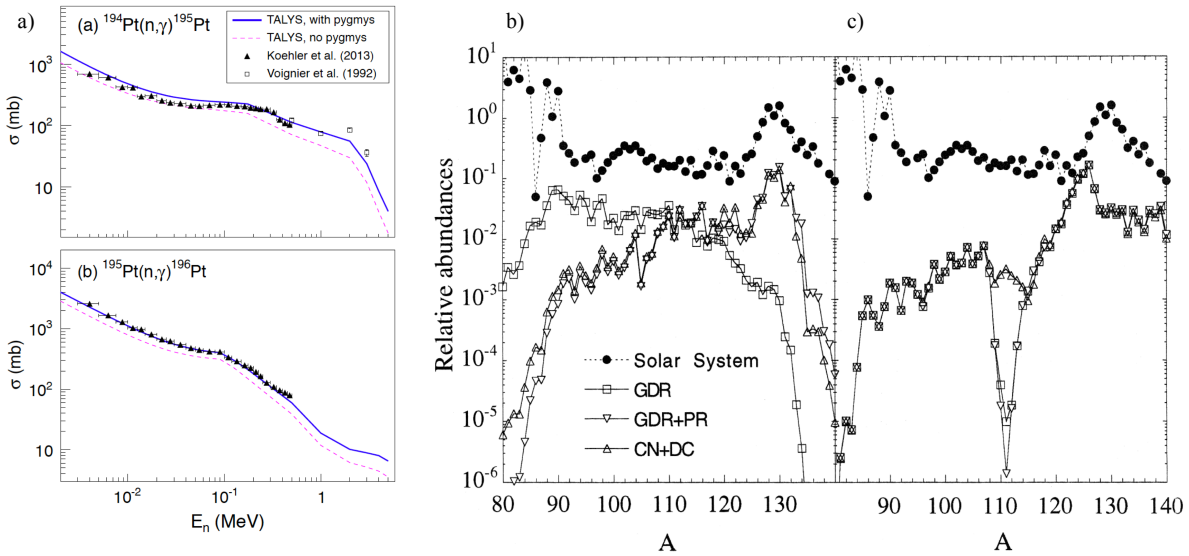 a)
(a) ¹⁹⁴Pt(n,γ)¹⁹⁵Pt
TALYS, with pygmys
TALYS, no pygmys
Koehler et al. (2013)
Voignier et al. (1992)
σ (mb)
10³
10²
10
(b) ¹⁹⁵Pt(n,γ)¹⁹⁶Pt
σ (mb)
10⁴
10³
10²
10
10⁻² 10⁻¹ 1
Eₙ (MeV)
b)
c)
Relative abundances
10¹
10⁰
10⁻¹
10⁻²
10⁻³
10⁻⁴
10⁻⁵
10⁻⁶
Solar System
GDR
GDR+PR
CN+DC
80 90 100 110 120 130
A
90 100 110 120 130 140
A